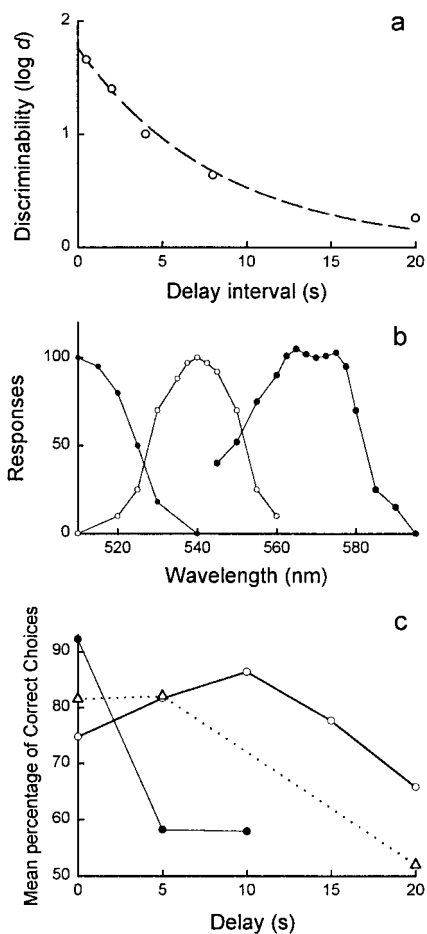 a
2
1
0
Discriminability (log d)
0 5 10 15 20
Delay interval (s)
b
100
50
0
Responses
520 540 560 580
Wavelength (nm)
c
90
80
70
60
50
Mean percentage of Correct Choices
0 5 10 15 20
Delay (s)